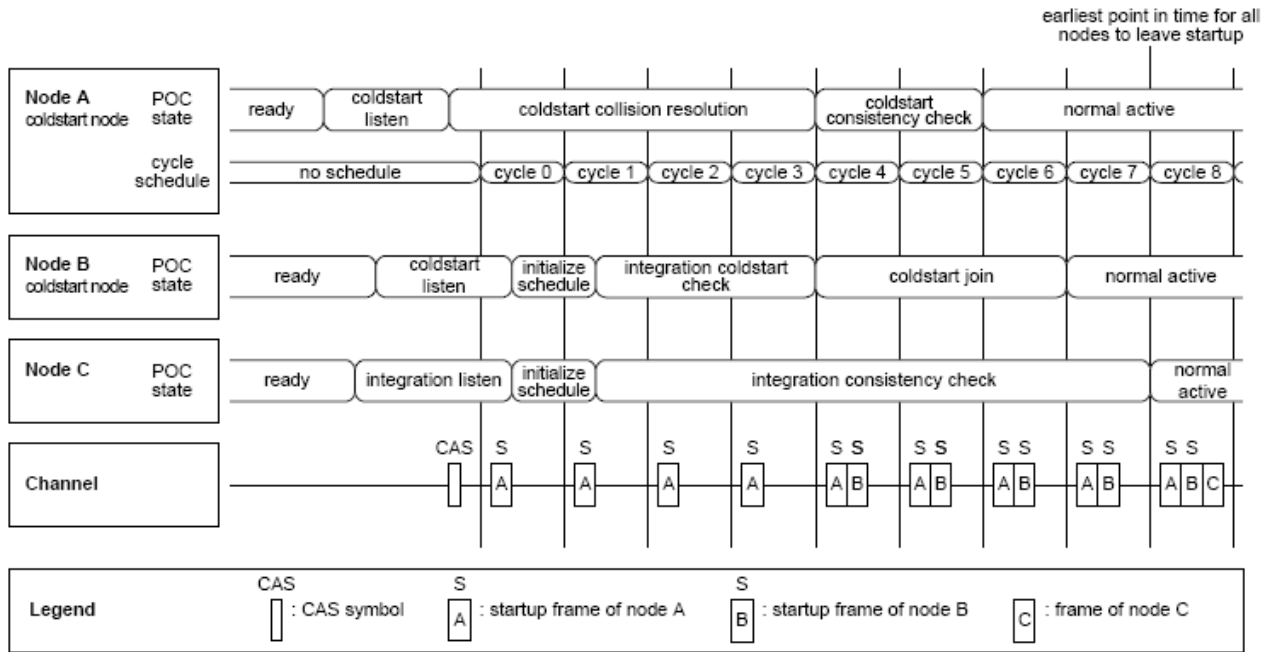 earliest point in time for all
nodes to leave startup
Node A POC
coldstart node state
ready
coldstart
listen
coldstart collision resolution
coldstart
consistency check
normal active
cycle
schedule
no schedule
cycle 0
cycle 1
cycle 2
cycle 3
cycle 4
cycle 5
cycle 6
cycle 7
cycle 8
Node B POC
coldstart node state
ready
coldstart
listen
initialize
schedule
integration coldstart
check
coldstart join
normal active
Node C POC
state
ready
integration listen
initialize
schedule
integration consistency check
normal
active
CAS S S S S S S S S S S S S S S
Channel
A A A A A B A B A B A B A B C
Legend
CAS
: CAS symbol
S
A : startup frame of node A
S
B : startup frame of node B
C : frame of node C